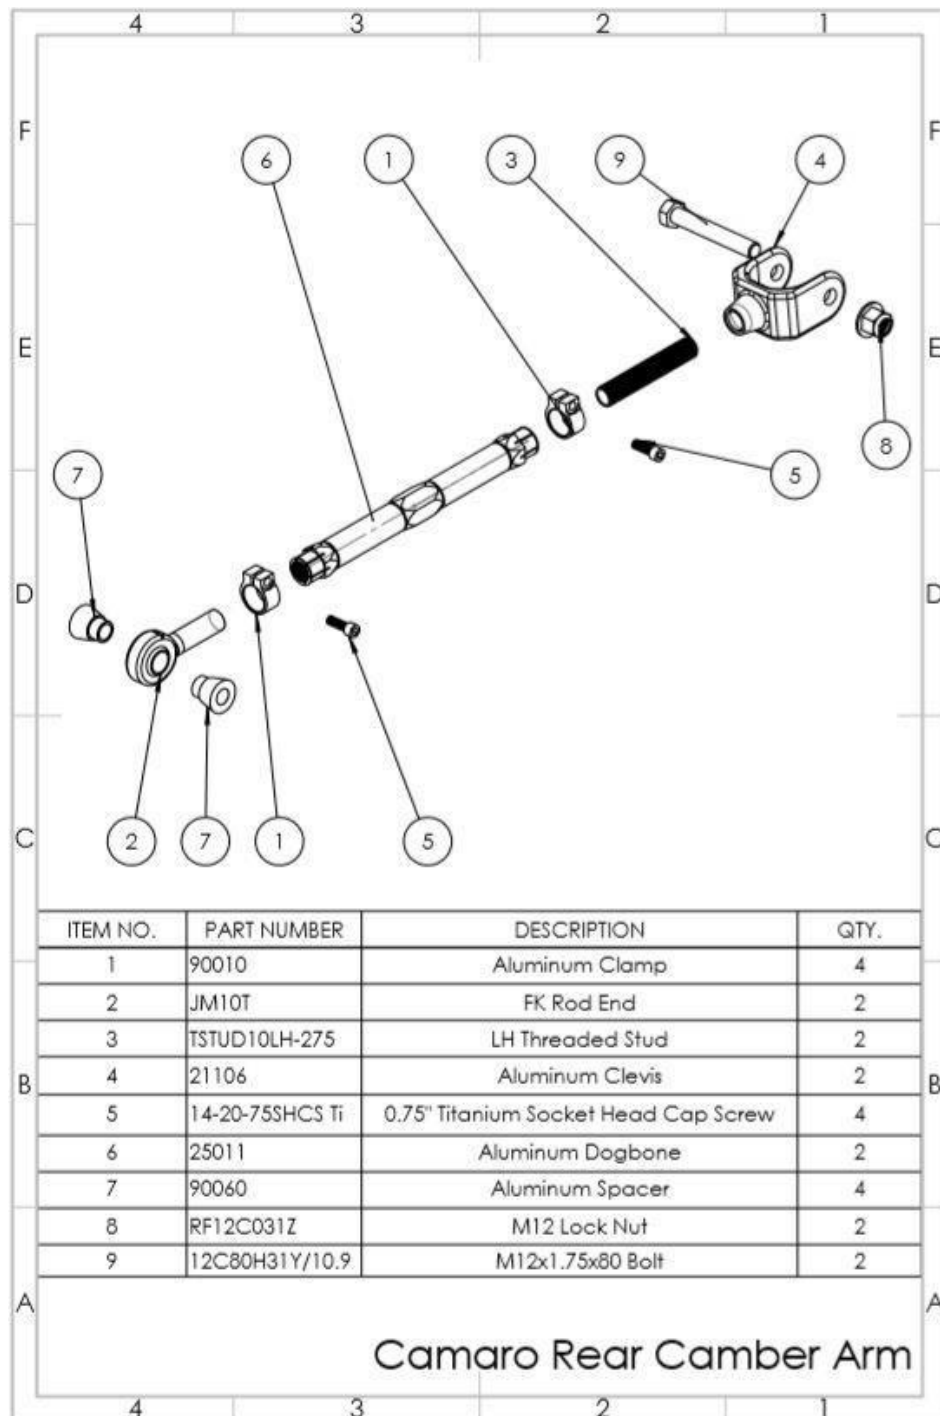 4 3 2 1
F F
6 1 3 9 4
E E
8
7 5
D D
C 2 7 1 5 C
ITEM NO. PART NUMBER DESCRIPTION QTY.
1 90010 Aluminum Clamp 4
2 JM10T FK Rod End 2
3 TSTUD10LH-275 LH Threaded Stud 2
B 4 21106 Aluminum Clevis 2 B
5 14-20-75SHCS Ti 0.75" Titanium Socket Head Cap Screw 4
6 25011 Aluminum Dogbone 2
7 90060 Aluminum Spacer 4
8 RF12C031Z M12 Lock Nut 2
9 12C80H31Y/10.9 M12x1.75x80 Bolt 2
A A
Camaro Rear Camber Arm
4 3 2 1